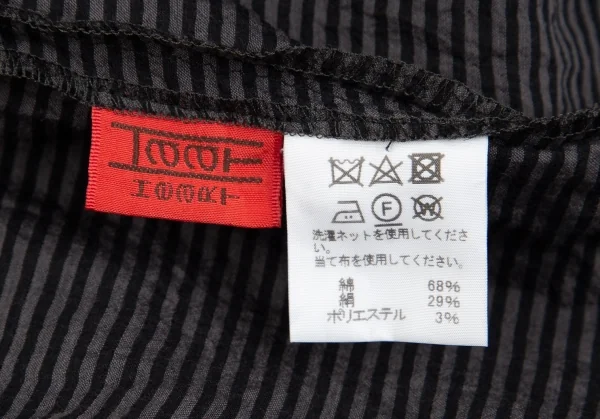 F W
洗濯ネットを使用してくださ
い。
当て布を使用してください。
綿 68%
絹 29%
ポリエステル 3%